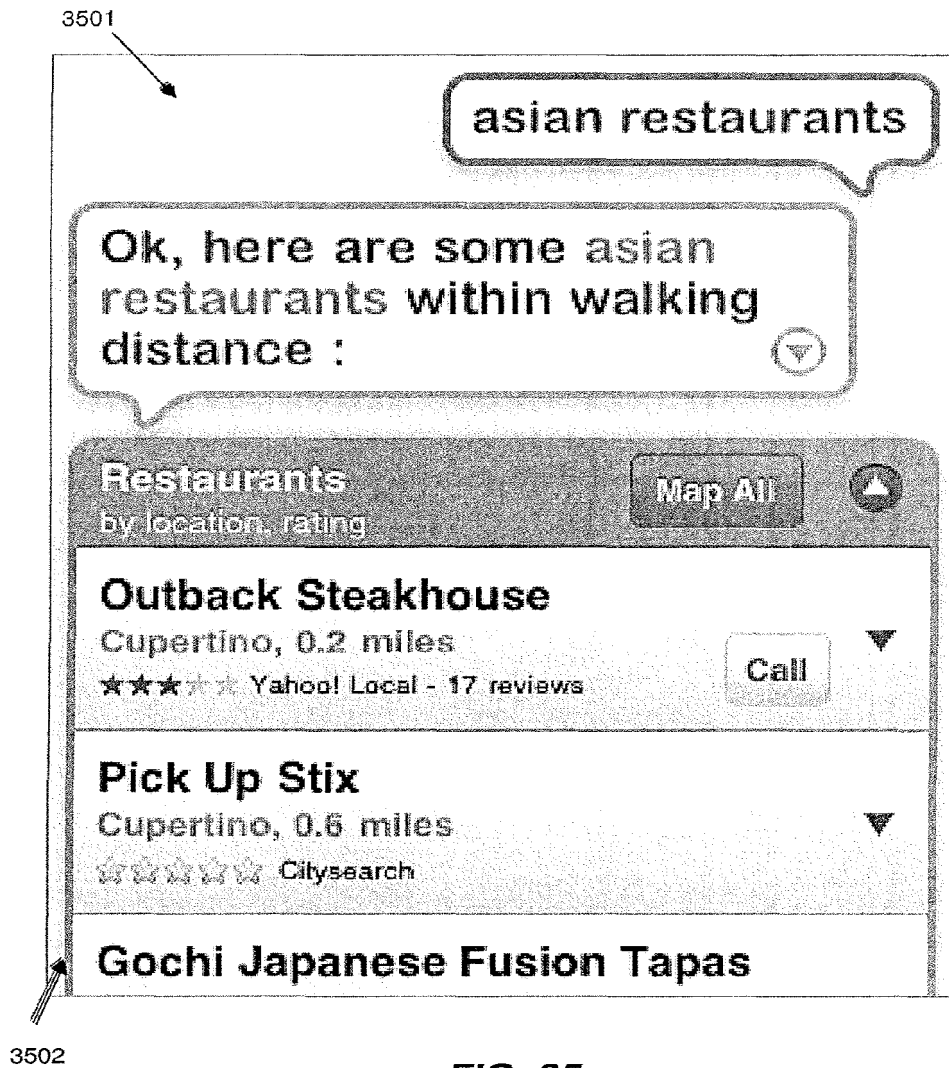 3501
asian restaurants
Ok, here are some asian
restaurants within walking
distance :
Restaurants
Map All
by location, rating
Outback Steakhouse
Cupertino, 0.2 miles
Call
Yahoo! Local - 17 reviews
Pick Up Stix
Cupertino, 0.6 miles
Citysearch
Gochi Japanese Fusion Tapas
3502